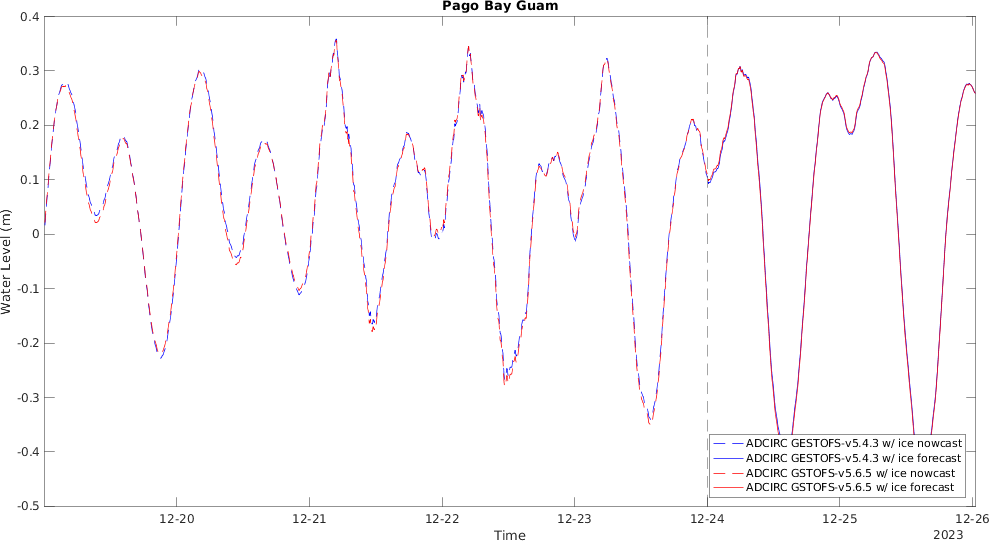 Pago Bay Guam
0.4
0.3
0.2
0.1
0
-0.1
-0.2
-0.3
-0.4
-0.5
Water Level (m)
ADCIRC GESTOFS-v5.4.3 w/ ice nowcast
ADCIRC GESTOFS-v5.4.3 w/ ice forecast
ADCIRC GSTOFS-v5.6.5 w/ ice nowcast
ADCIRC GSTOFS-v5.6.5 w/ ice forecast
12-20 12-21 12-22 12-23 12-24 12-25 12-26
Time
2023